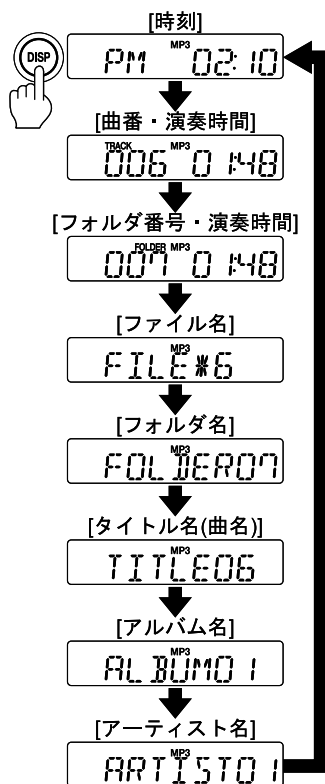 [時刻]
DISP
MP3
PM 02:10
[曲番・演奏時間]
TRACK MP3
006 01:48
[フォルダ番号・演奏時間]
FOLDER MP3
007 01:48
[ファイル名]
MP3
FILE*6
[フォルダ名]
MP3
FOLDER07
[タイトル名(曲名)]
MP3
TITLE06
[アルバム名]
MP3
ALBUM01
[アーティスト名]
MP3
ARTIST01